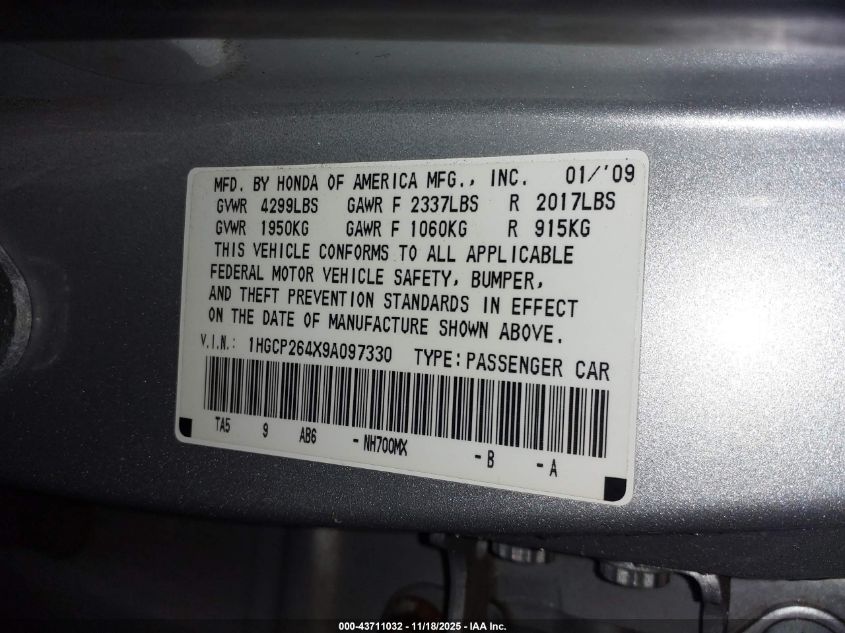 MFD. BY HONDA OF AMERICA MFG., INC. 01/'09
GVWR 4299LBS GAWR F 2337LBS R 2017LBS
GVWR 1950KG GAWR F 1060KG R 915KG
THIS VEHICLE CONFORMS TO ALL APPLICABLE
FEDERAL MOTOR VEHICLE SAFETY, BUMPER,
AND THEFT PREVENTION STANDARDS IN EFFECT
ON THE DATE OF MANUFACTURE SHOWN ABOVE.
V.I.N.: 1HGCP264X9A097330 TYPE:PASSENGER CAR
TA5 9 AB6 -NH700MX -B -A
000-43711032 - 11/18/2025 - IAA Inc.